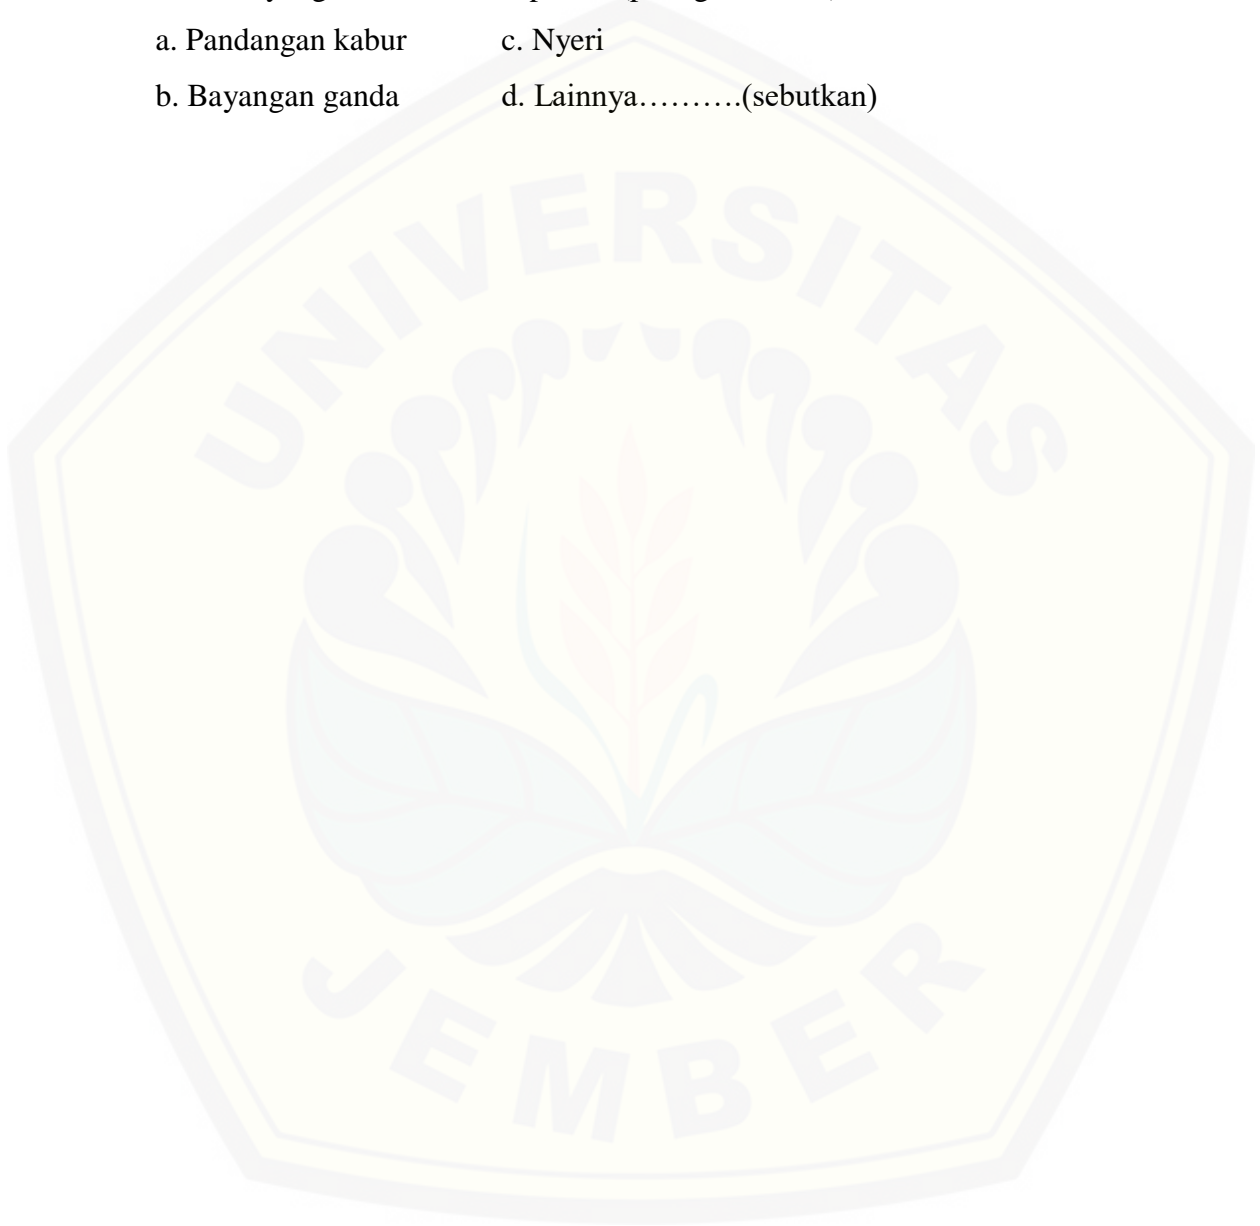 a. Pandangan kabur c. Nyeri
b. Bayangan ganda d. Lainnya……….(sebutkan)
UNIVERSITAS
JEMBER